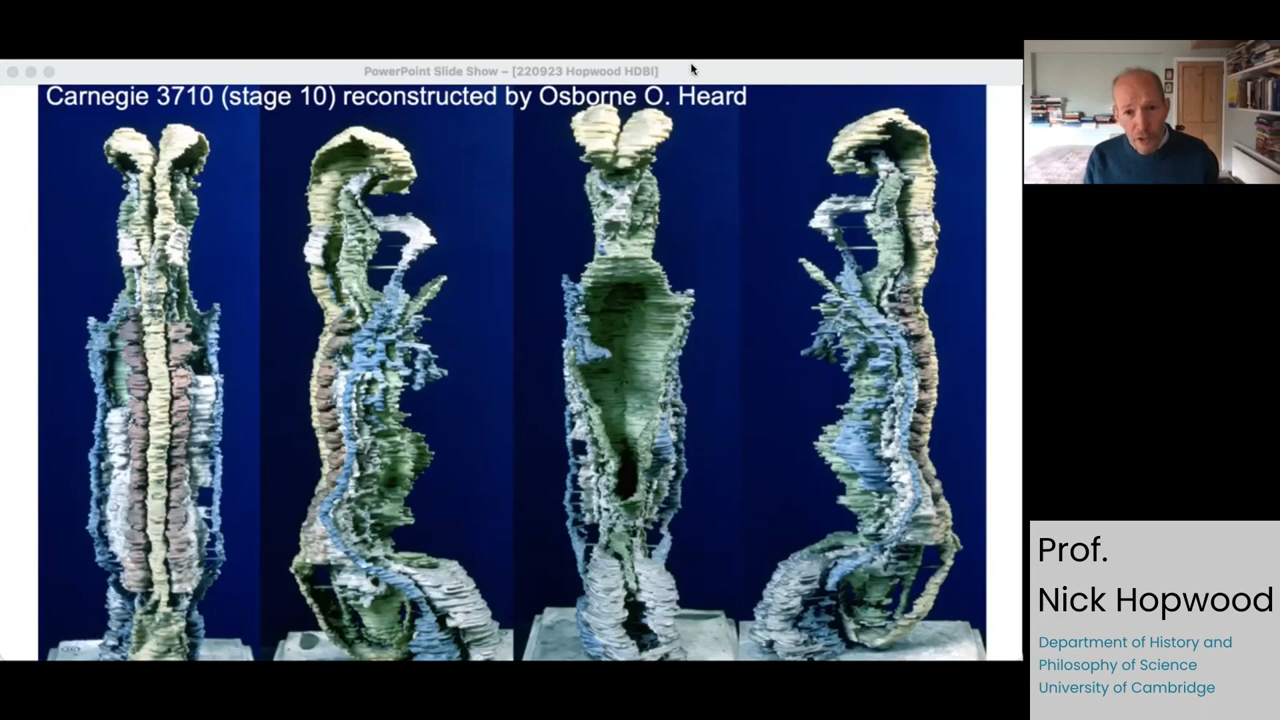 PowerPoint Slide Show – [220923 Hopwood HDBI]
Carnegie 3710 (stage 10) reconstructed by Osborne O. Heard
Prof.
Nick Hopwood
Department of History and
Philosophy of Science
University of Cambridge